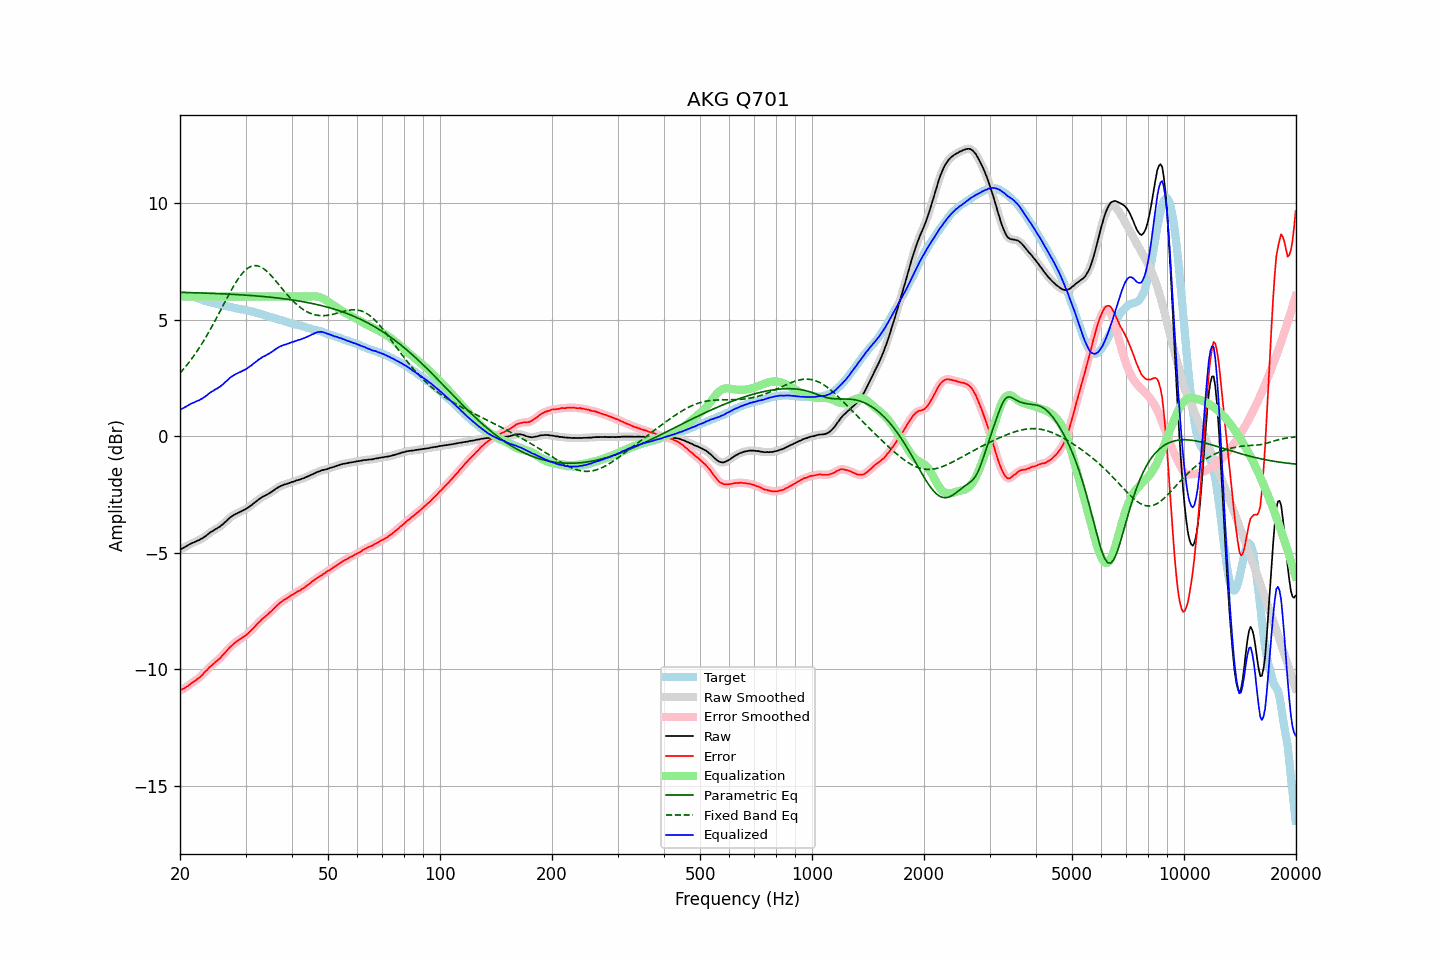 AKG Q701
Amplitude (dBr)
10
5
0
−5
−10
−15
Target
Raw Smoothed
Error Smoothed
Raw
Error
Equalization
Parametric Eq
Fixed Band Eq
Equalized
20 50 100 200 500 1000 2000 5000 10000 20000
Frequency (Hz)